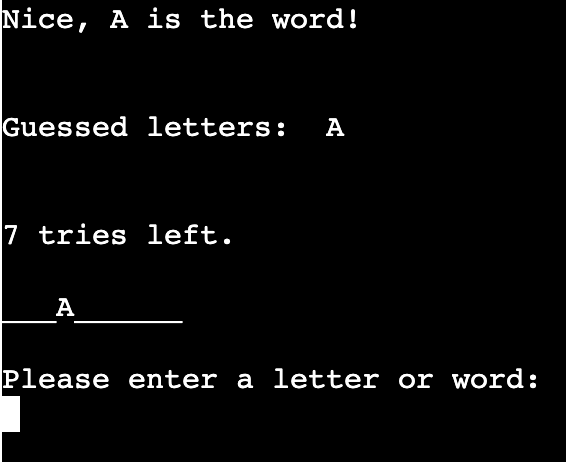 Nice, A is the word!
Guessed letters:  A
7 tries left.
___A______
Please enter a letter or word: